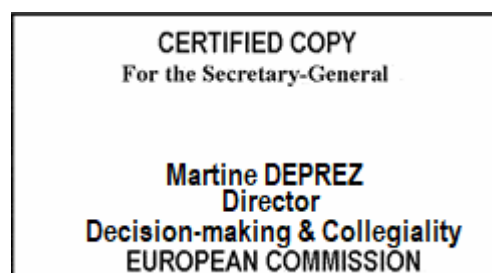 CERTIFIED COPY
For the Secretary-General
Martine DEPREZ
Director
Decision-making & Collegiality
EUROPEAN COMMISSION